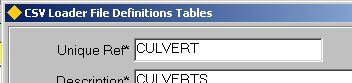 CSV Loader File Definitions Tables
Unique Ref* CULVERT
Description* CULVERTS